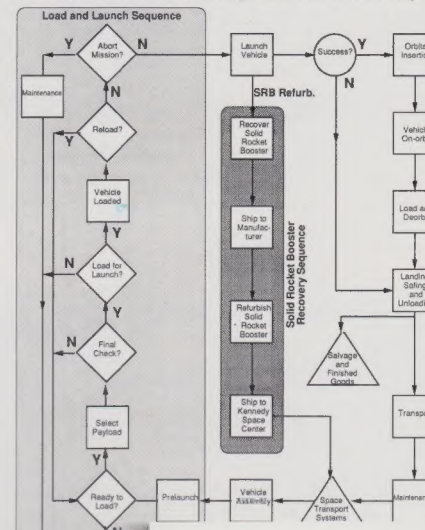 Load and Launch Sequence
Y
Abort
Mission?
N
Launch
Vehicle
Success?
Y
N
Maintenance
N
SRB Refurb.
Reload?
Y
Recover
Solid
Rocket
Booster
Vehicle
Loaded
Y
Ship to
Manufac-
turer
N
Load for
Launch?
Y
Refurbish
Solid
Rocket
Booster
Solid Rocket Booster
Recovery Sequence
Landing
Safing
and
Unloading
N
Final
Check?
Salvage
and
Finished
Goods
Select
Payload
Ship to
Kennedy
Space
Center
Y
Ready to
Load?
N
Prelaunch
Vehicle
Assembly
Space
Transport
Systems